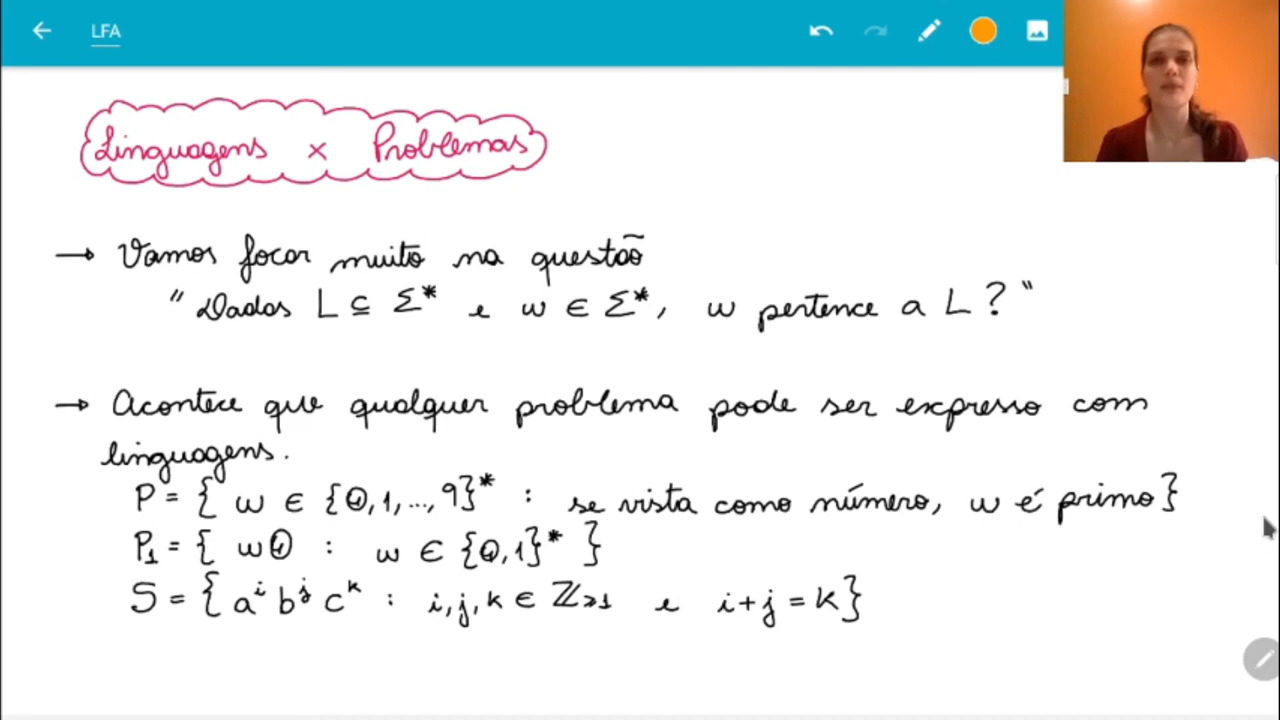 LFA
Linguagens x Problemas
→ Vamos focar muito na questão
"Dados L ⊆ Σ* e w ∈ Σ*, w pertence a L?"
→ Acontece que qualquer problema pode ser expresso com
linguagens.
P = { w ∈ {0,1,...,9}* : se vista como número, w é primo}
P₁ = { w0 : w ∈ {0,1}* }
S = { aⁱ bʲ cᵏ : i,j,k ∈ ℤ≥1 e i+j = k}